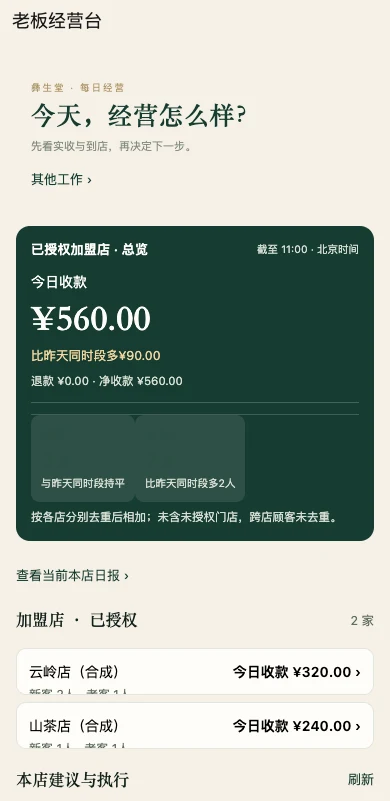 老板经营台
彝生堂 · 每日经营
今天，经营怎么样?
先看实收与到店，再决定下一步。
其他工作 ›
已授权加盟店 · 总览 截至 11:00 · 北京时间
今日收款
¥560.00
比昨天同时段多¥90.00
退款 ¥0.00 · 净收款 ¥560.00
与昨天同时段持平 比昨天同时段多2人
按各店分别去重后相加；未含未授权门店，跨店顾客未去重。
查看当前本店日报 ›
加盟店 · 已授权 2 家
云岭店（合成） 今日收款 ¥320.00 ›
山茶店（合成） 今日收款 ¥240.00 ›
本店建议与执行 刷新